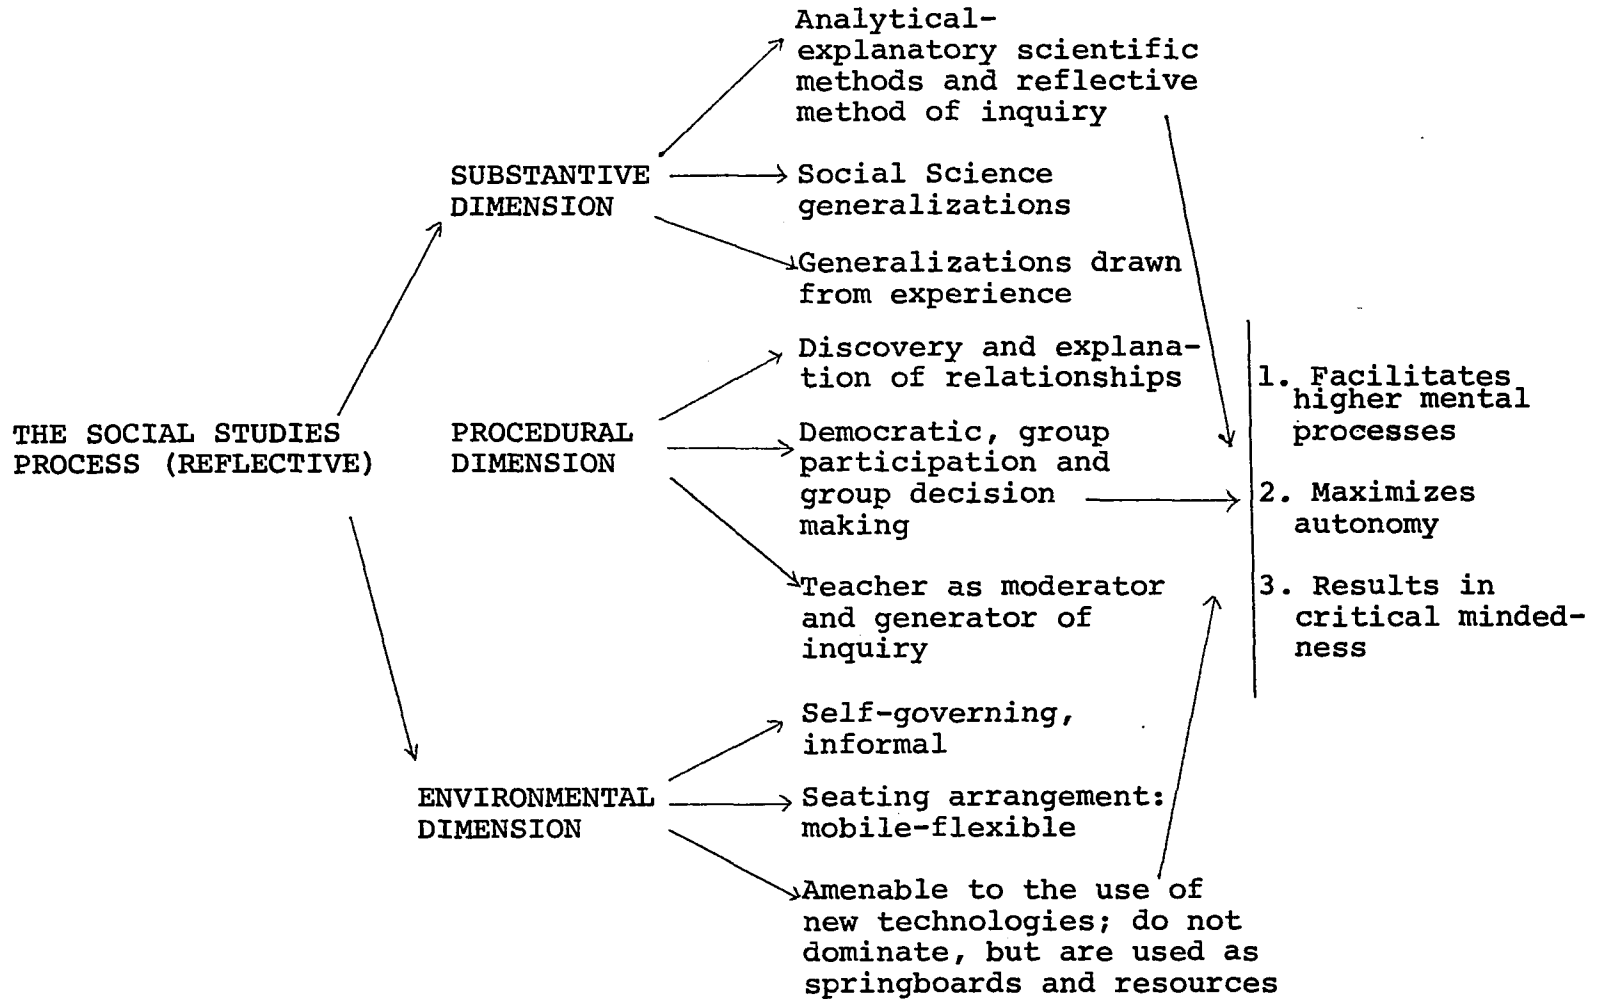 THE SOCIAL STUDIES
PROCESS (REFLECTIVE)
SUBSTANTIVE
DIMENSION
Analytical-
explanatory scientific
methods and reflective
method of inquiry
Social Science
generalizations
Generalizations drawn
from experience
PROCEDURAL
DIMENSION
Discovery and explana-
tion of relationships
Democratic, group
participation and
group decision
making
Teacher as moderator
and generator of
inquiry
ENVIRONMENTAL
DIMENSION
Self-governing,
informal
Seating arrangement:
mobile-flexible
Amenable to the use of
new technologies; do not
dominate, but are used as
springboards and resources
1. Facilitates
higher mental
processes
2. Maximizes
autonomy
3. Results in
critical minded-
ness